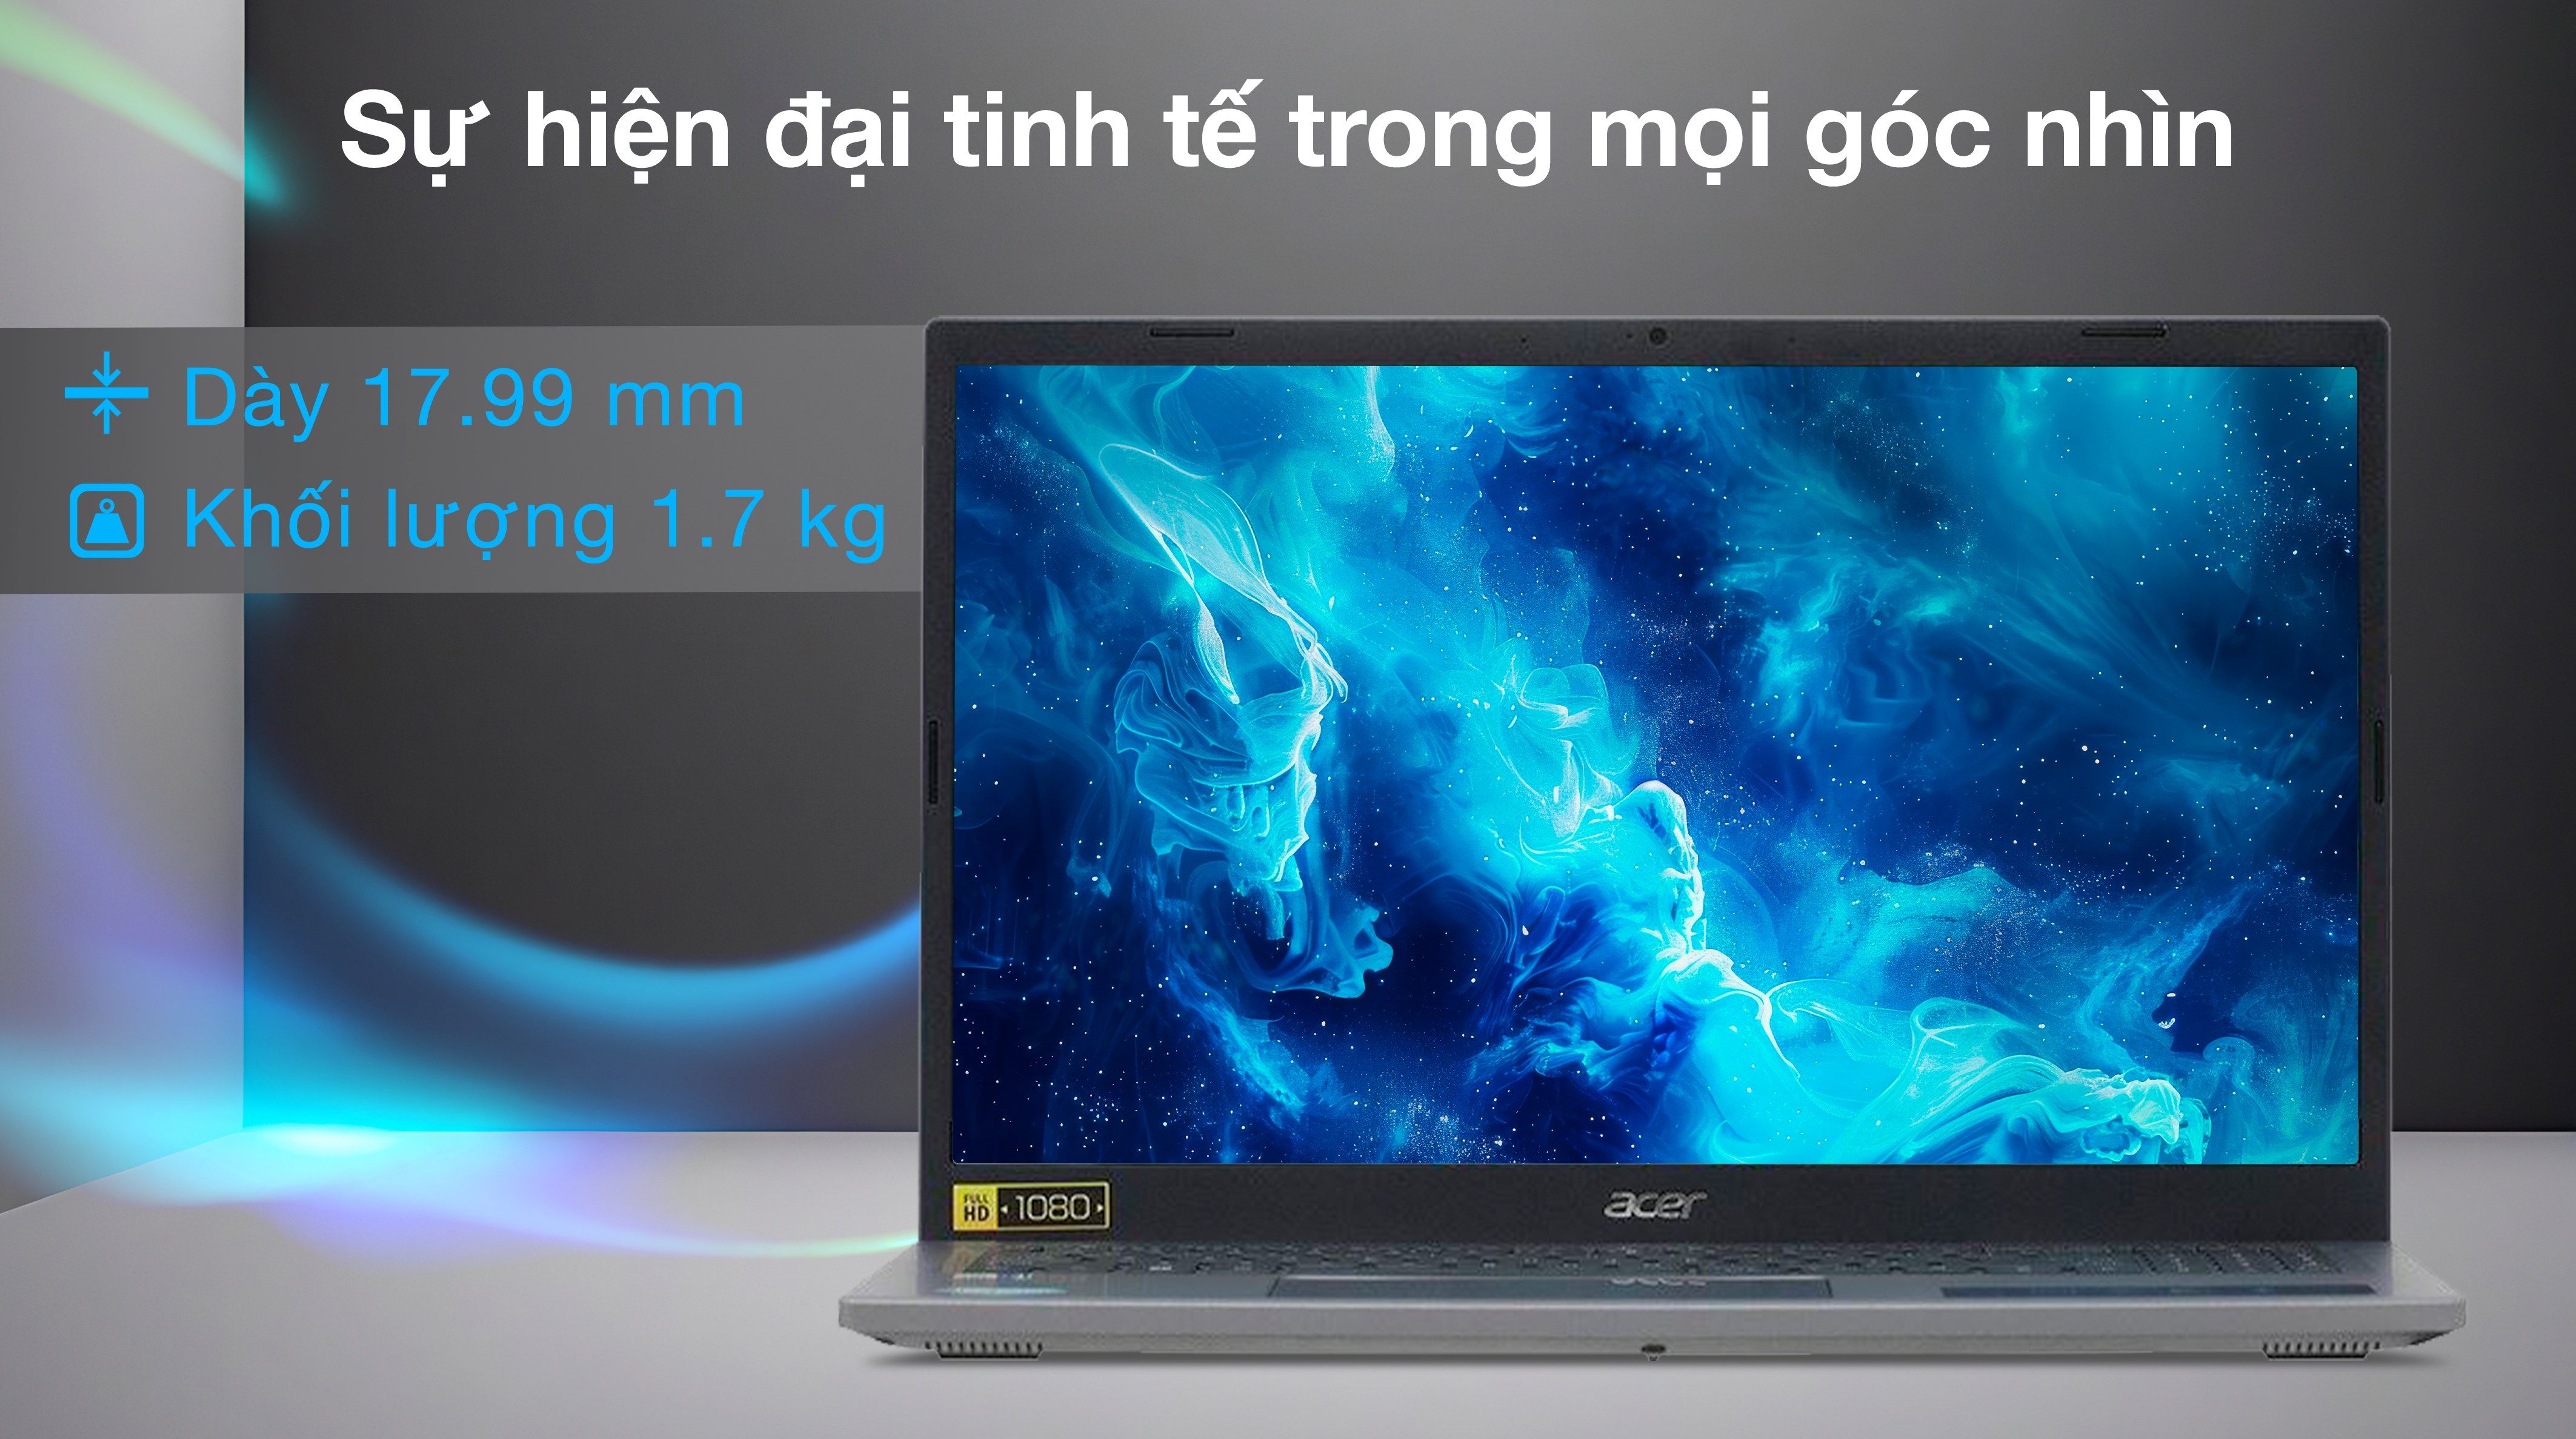 Sự hiện đại tinh tế trong mọi góc nhìn
Dày 17.99 mm
Khối lượng 1.7 kg
FULL HD 1080
acer